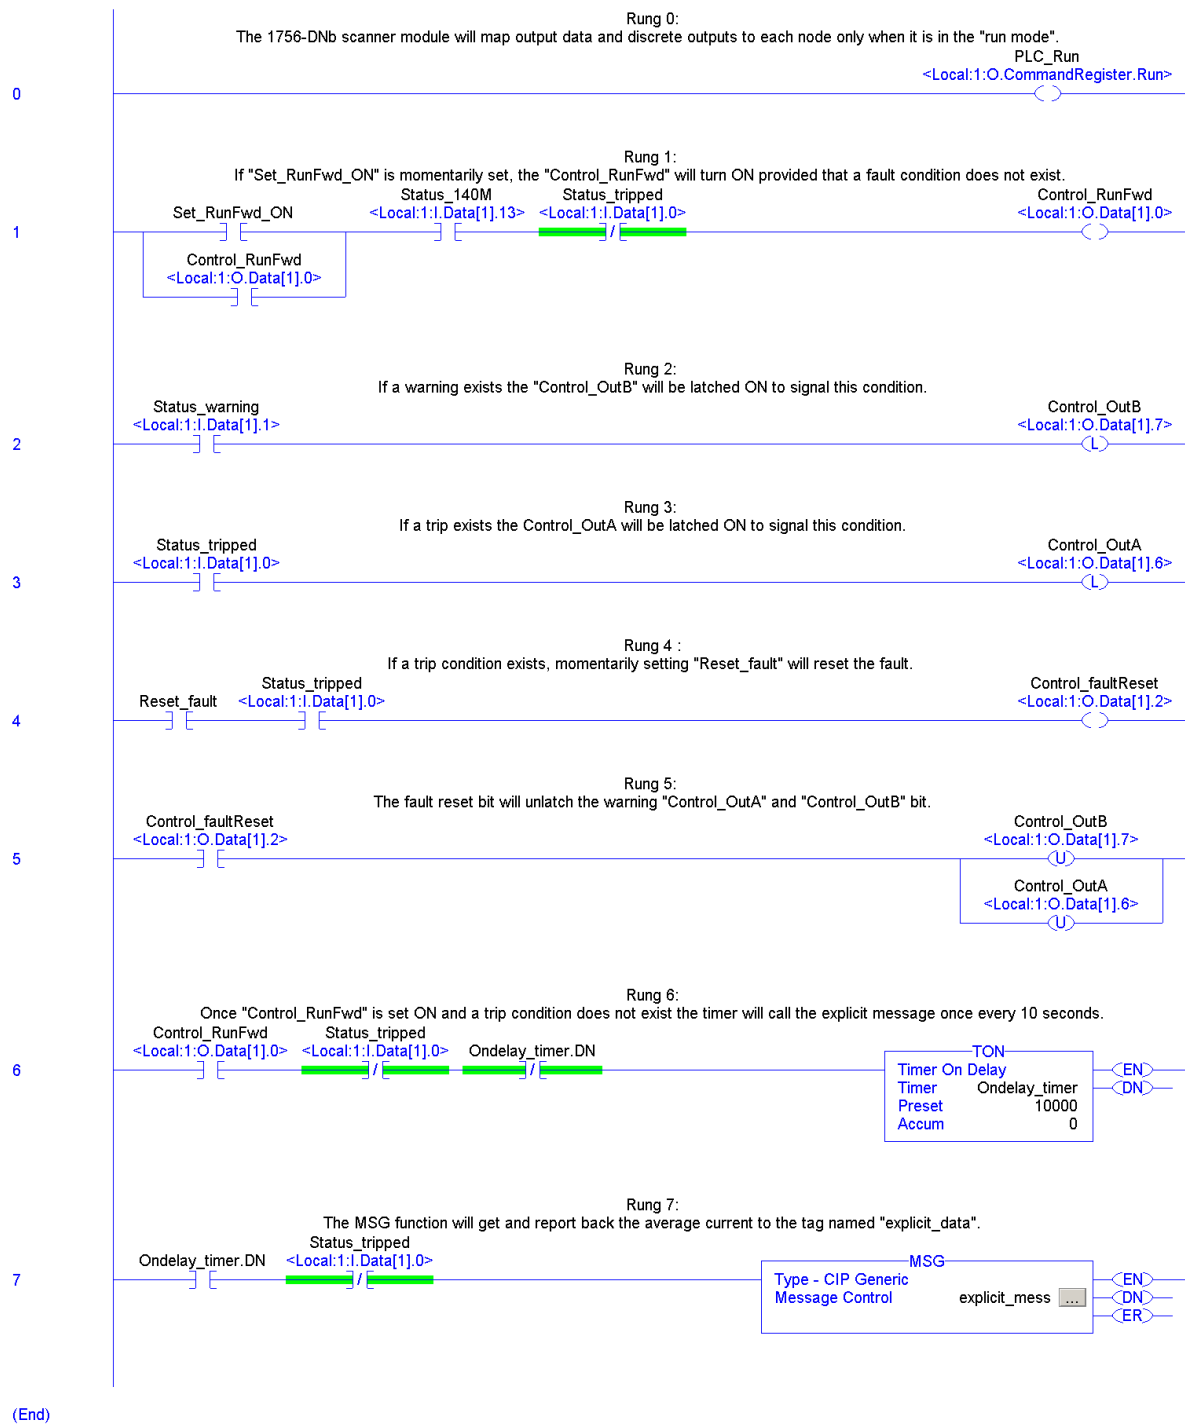 Rung 0:
The 1756-DNb scanner module will map output data and discrete outputs to each node only when it is in the "run mode".
PLC_Run
<Local:1:O.CommandRegister.Run>
0
Rung 1:
If "Set_RunFwd_ON" is momentarily set, the "Control_RunFwd" will turn ON provided that a fault condition does not exist.
Set_RunFwd_ON
Status_140M
<Local:1:I.Data[1].13>
Status_tripped
<Local:1:I.Data[1].0>
Control_RunFwd
<Local:1:O.Data[1].0>
1
/
Control_RunFwd
<Local:1:O.Data[1].0>
Rung 2:
If a warning exists the "Control_OutB" will be latched ON to signal this condition.
Status_warning
<Local:1:I.Data[1].1>
Control_OutB
<Local:1:O.Data[1].7>
2
L
Rung 3:
If a trip exists the Control_OutA will be latched ON to signal this condition.
Status_tripped
<Local:1:I.Data[1].0>
Control_OutA
<Local:1:O.Data[1].6>
3
L
Rung 4 :
If a trip condition exists, momentarily setting "Reset_fault" will reset the fault.
Reset_fault
Status_tripped
<Local:1:I.Data[1].0>
Control_faultReset
<Local:1:O.Data[1].2>
4
Rung 5:
The fault reset bit will unlatch the warning "Control_OutA" and "Control_OutB" bit.
Control_faultReset
<Local:1:O.Data[1].2>
Control_OutB
<Local:1:O.Data[1].7>
5
U
Control_OutA
<Local:1:O.Data[1].6>
U
Rung 6:
Once "Control_RunFwd" is set ON and a trip condition does not exist the timer will call the explicit message once every 10 seconds.
Control_RunFwd
<Local:1:O.Data[1].0>
Status_tripped
<Local:1:I.Data[1].0>
Ondelay_timer.DN
6
/
/
TON
Timer On Delay
Timer Ondelay_timer
Preset 10000
Accum 0
EN
DN
Rung 7:
The MSG function will get and report back the average current to the tag named "explicit_data".
Ondelay_timer.DN
Status_tripped
<Local:1:I.Data[1].0>
7
/
MSG
Type - CIP Generic
Message Control explicit_mess ...
EN
DN
ER
(End)